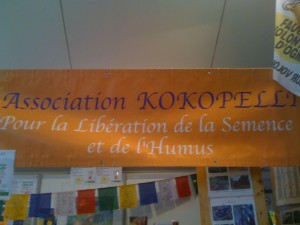 Association KOKOPELLI
Pour la Libération de la Semence
et de l'Humus